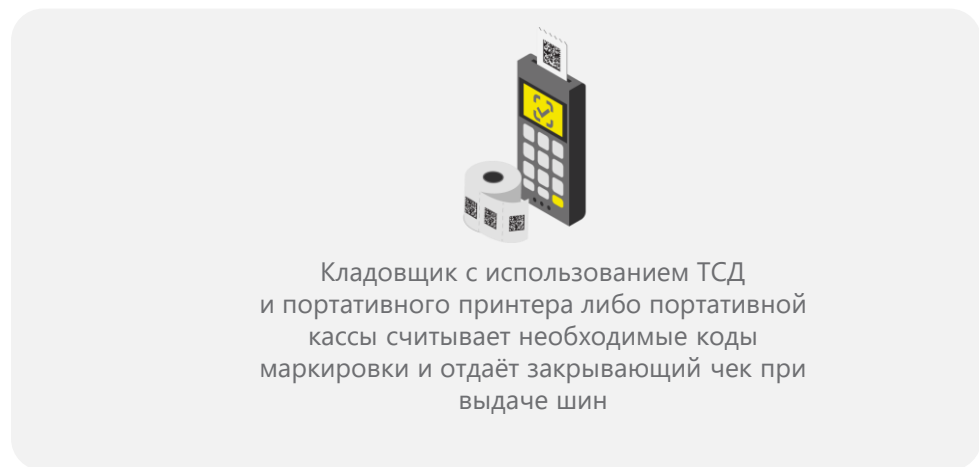 Кладовщик с использованием ТСД
и портативного принтера либо портативной
кассы считывает необходимые коды
маркировки и отдаёт закрывающий чек при
выдаче шин